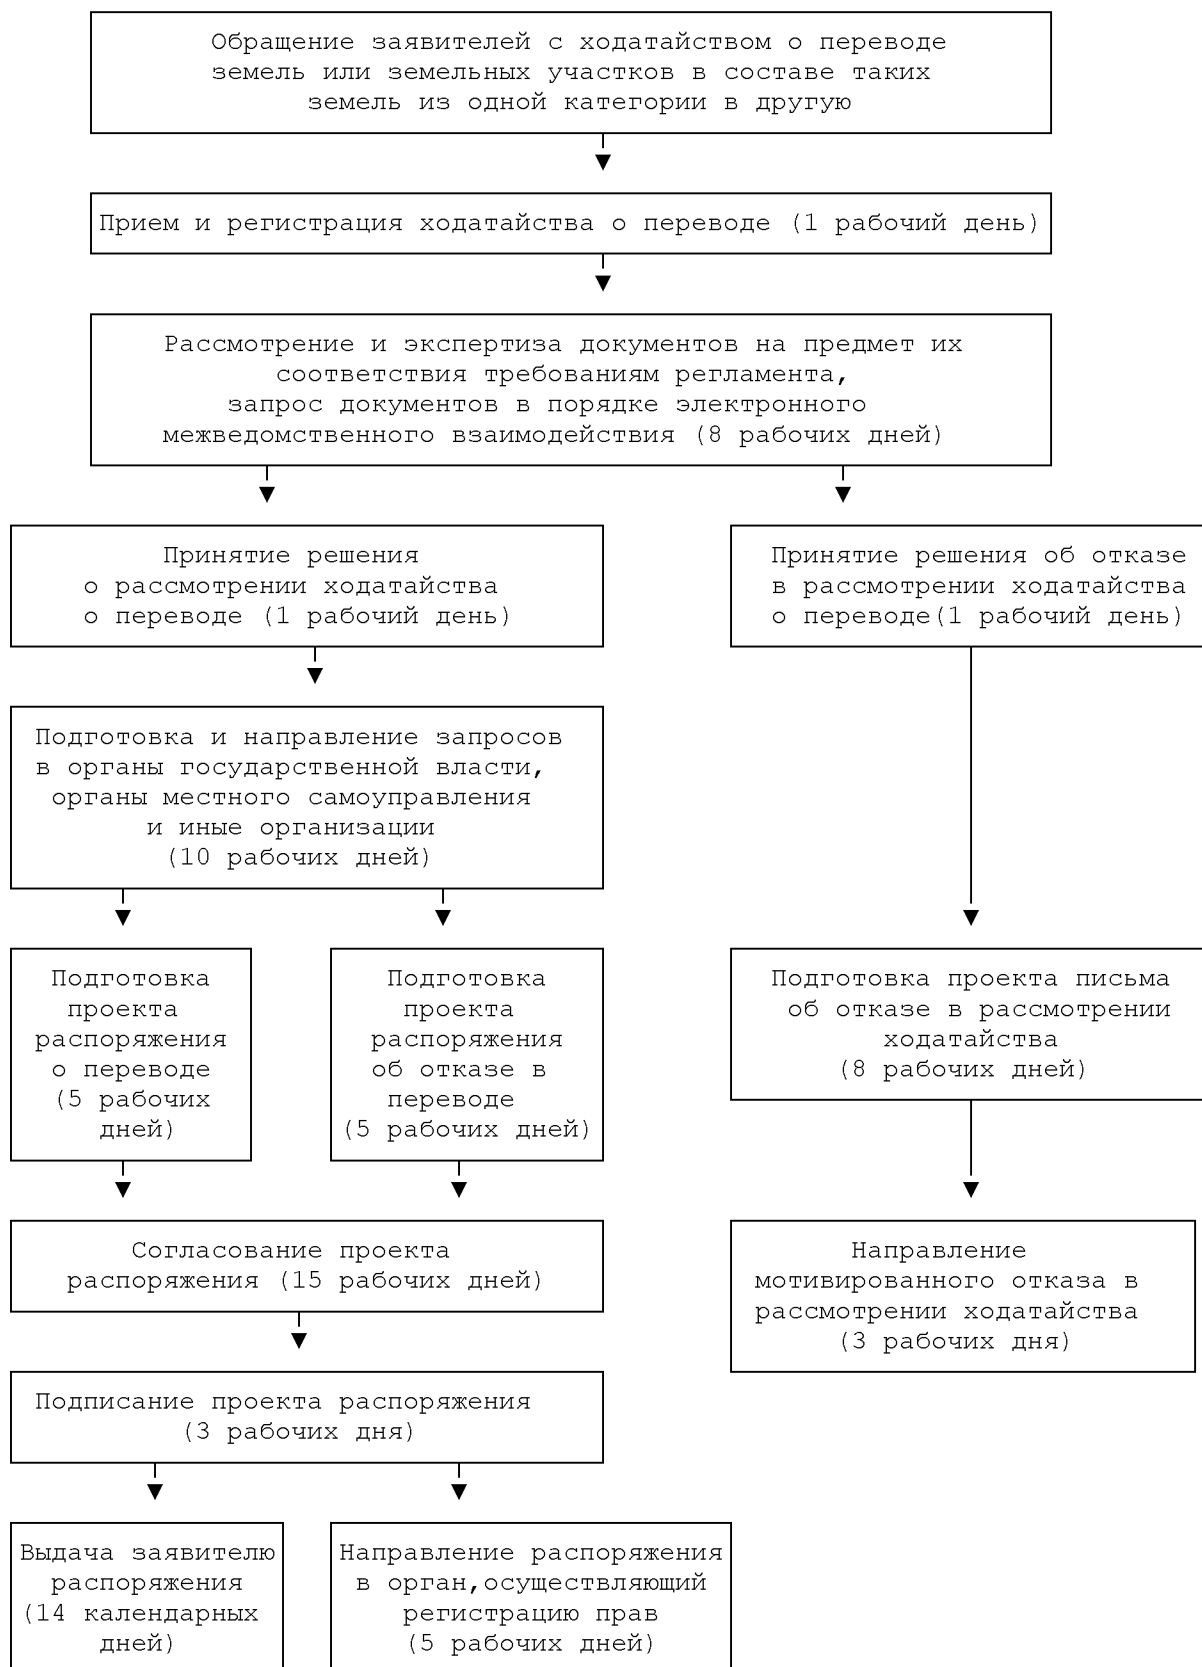 Обращение заявителей с ходатайством о переводе
земель или земельных участков в составе таких
земель из одной категории в другую
Прием и регистрация ходатайства о переводе (1 рабочий день)
Рассмотрение и экспертиза документов на предмет их
соответствия требованиям регламента,
запрос документов в порядке электронного
межведомственного взаимодействия (8 рабочих дней)
Принятие решения
о рассмотрении ходатайства
о переводе (1 рабочий день)
Принятие решения об отказе
в рассмотрении ходатайства
о переводе(1 рабочий день)
Подготовка и направление запросов
в органы государственной власти,
органы местного самоуправления
и иные организации
(10 рабочих дней)
Подготовка
проекта
распоряжения
о переводе
(5 рабочих
дней)
Подготовка
проекта
распоряжения
об отказе в
переводе
(5 рабочих дней)
Подготовка проекта письма
об отказе в рассмотрении
ходатайства
(8 рабочих дней)
Согласование проекта
распоряжения (15 рабочих дней)
Направление
мотивированного отказа в
рассмотрении ходатайства
(3 рабочих дня)
Подписание проекта распоряжения
(3 рабочих дня)
Выдача заявителю
распоряжения
(14 календарных
дней)
Направление распоряжения
в орган,осуществляющий
регистрацию прав
(5 рабочих дней)